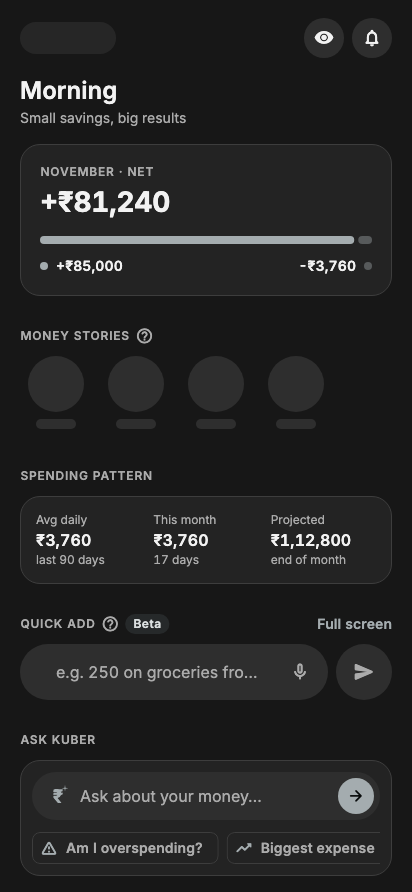 Morning
Small savings, big results
NOVEMBER · NET
+₹81,240
+₹85,000
-₹3,760
MONEY STORIES
SPENDING PATTERN
Avg daily
This month
Projected
₹3,760
₹3,760
₹1,12,800
last 90 days
17 days
end of month
QUICK ADD Beta
Full screen
e.g. 250 on groceries fro...
ASK KUBER
₹ Ask about your money...
Am I overspending?
Biggest expense